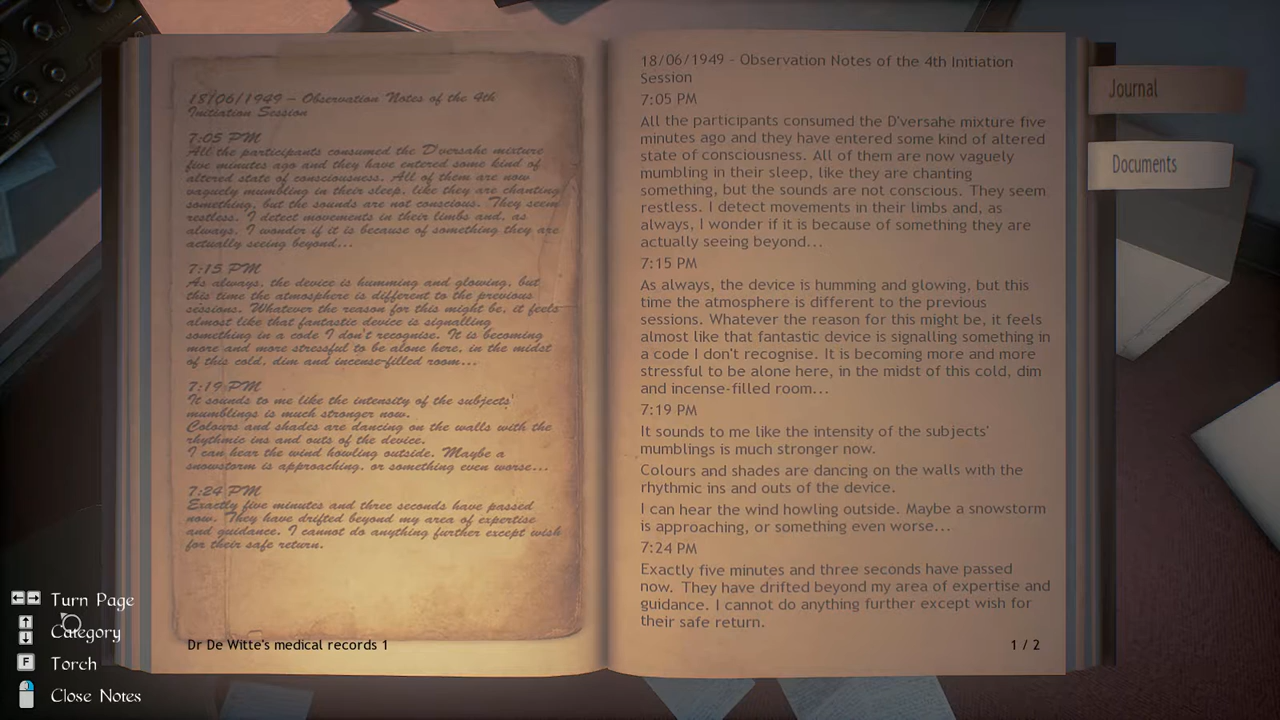 18/06/1949 – Observation Notes of the 4th
Initiation Session
7:05 PM
All the participants consumed the D'versahe mixture
five minutes ago and they have entered some kind of
altered state of consciousness. All of them are now
vaguely mumbling in their sleep, like they are chanting
something, but the sounds are not conscious. They seem
restless. I detect movements in their limbs and, as
always, I wonder if it is because of something they are
actually seeing beyond...
7:15 PM
As always, the device is humming and glowing, but
this time the atmosphere is different to the previous
sessions. Whatever the reason for this might be, it feels
almost like that fantastic device is signalling
something in a code I don't recognise. It is becoming
more and more stressful to be alone here, in the midst
of this cold, dim and incense-filled room...
7:19 PM
It sounds to me like the intensity of the subjects'
mumblings is much stronger now.
Colours and shades are dancing on the walls with the
rhythmic ins and outs of the device.
I can hear the wind howling outside. Maybe a
snowstorm is approaching, or something even worse...
7:24 PM
Exactly five minutes and three seconds have passed
now. They have drifted beyond my area of expertise
and guidance. I cannot do anything further except wish
for their safe return.
Dr De Witte's medical records 1
18/06/1949 - Observation Notes of the 4th Initiation
Session
7:05 PM
All the participants consumed the D'versahe mixture five
minutes ago and they have entered some kind of altered
state of consciousness. All of them are now vaguely
mumbling in their sleep, like they are chanting
something, but the sounds are not conscious. They seem
restless. I detect movements in their limbs and, as
always, I wonder if it is because of something they are
actually seeing beyond...
7:15 PM
As always, the device is humming and glowing, but this
time the atmosphere is different to the previous
sessions. Whatever the reason for this might be, it feels
almost like that fantastic device is signalling something in
a code I don't recognise. It is becoming more and more
stressful to be alone here, in the midst of this cold, dim
and incense-filled room...
7:19 PM
It sounds to me like the intensity of the subjects'
mumblings is much stronger now.
Colours and shades are dancing on the walls with the
rhythmic ins and outs of the device.
I can hear the wind howling outside. Maybe a snowstorm
is approaching, or something even worse...
7:24 PM
Exactly five minutes and three seconds have passed
now. They have drifted beyond my area of expertise and
guidance. I cannot do anything further except wish for
their safe return.
1 / 2
Journal
Documents
Turn Page
Category
F Torch
Close Notes